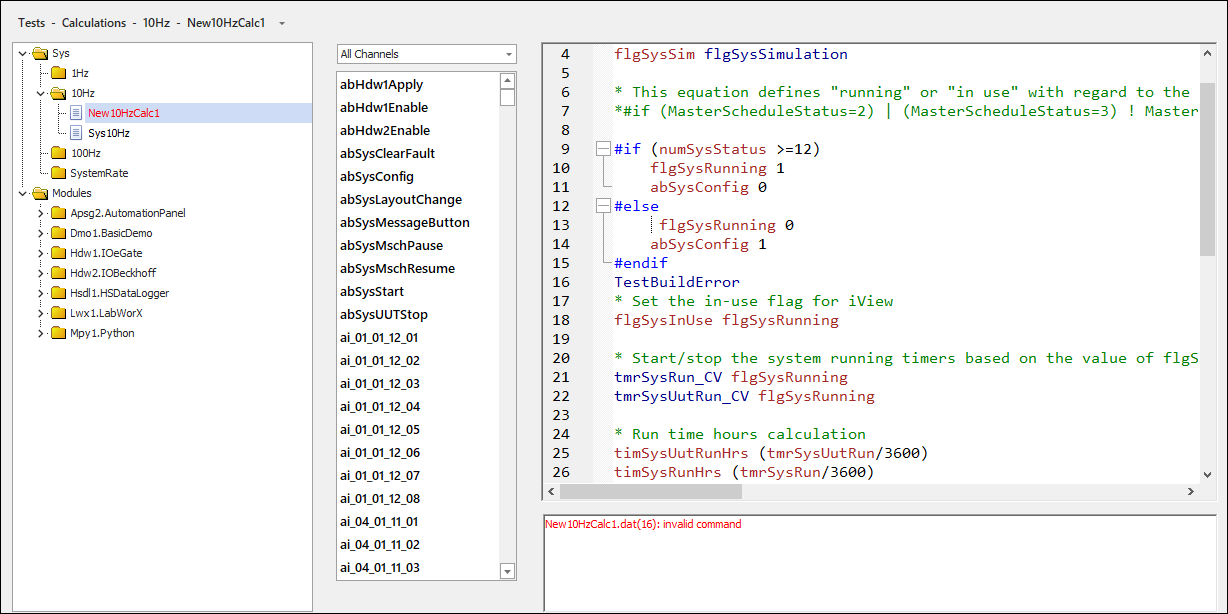 Tests - Calculations - 10Hz - New10HzCalc1
Sys
1Hz
10Hz
New10HzCalc1
Sys10Hz
100Hz
SystemRate
Modules
Apsg2.AutomationPanel
Dmo1.BasicDemo
Hdw1.IOeGate
Hdw2.IOBeckhoff
Hsdl1.HSDataLogger
Lwx1.LabWorX
Mpy1.Python
All Channels
abHdw1Apply
abHdw1Enable
abHdw2Enable
abSysClearFault
abSysConfig
abSysLayoutChange
abSysMessageButton
abSysMschPause
abSysMschResume
abSysStart
abSysUUTStop
ai_01_01_12_01
ai_01_01_12_02
ai_01_01_12_03
ai_01_01_12_04
ai_01_01_12_05
ai_01_01_12_06
ai_01_01_12_07
ai_01_01_12_08
ai_04_01_11_01
ai_04_01_11_02
ai_04_01_11_03
4 flgSysSim flgSysSimulation
5
6 * This equation defines "running" or "in use" with regard to the
7 *#if (MasterScheduleStatus=2) | (MasterScheduleStatus=3) ! Master
8
9 #if (numSysStatus >=12)
10 flgSysRunning 1
11 abSysConfig 0
12 #else
13 flgSysRunning 0
14 abSysConfig 1
15 #endif
16 TestBuildError
17 * Set the in-use flag for iView
18 flgSysInUse flgSysRunning
19
20 * Start/stop the system running timers based on the value of flgS
21 tmrSysRun_CV flgSysRunning
22 tmrSysUutRun_CV flgSysRunning
23
24 * Run time hours calculation
25 timSysUutRunHrs (tmrSysUutRun/3600)
26 timSysRunHrs (tmrSysRun/3600)
New10HzCalc1.dat(16): invalid command